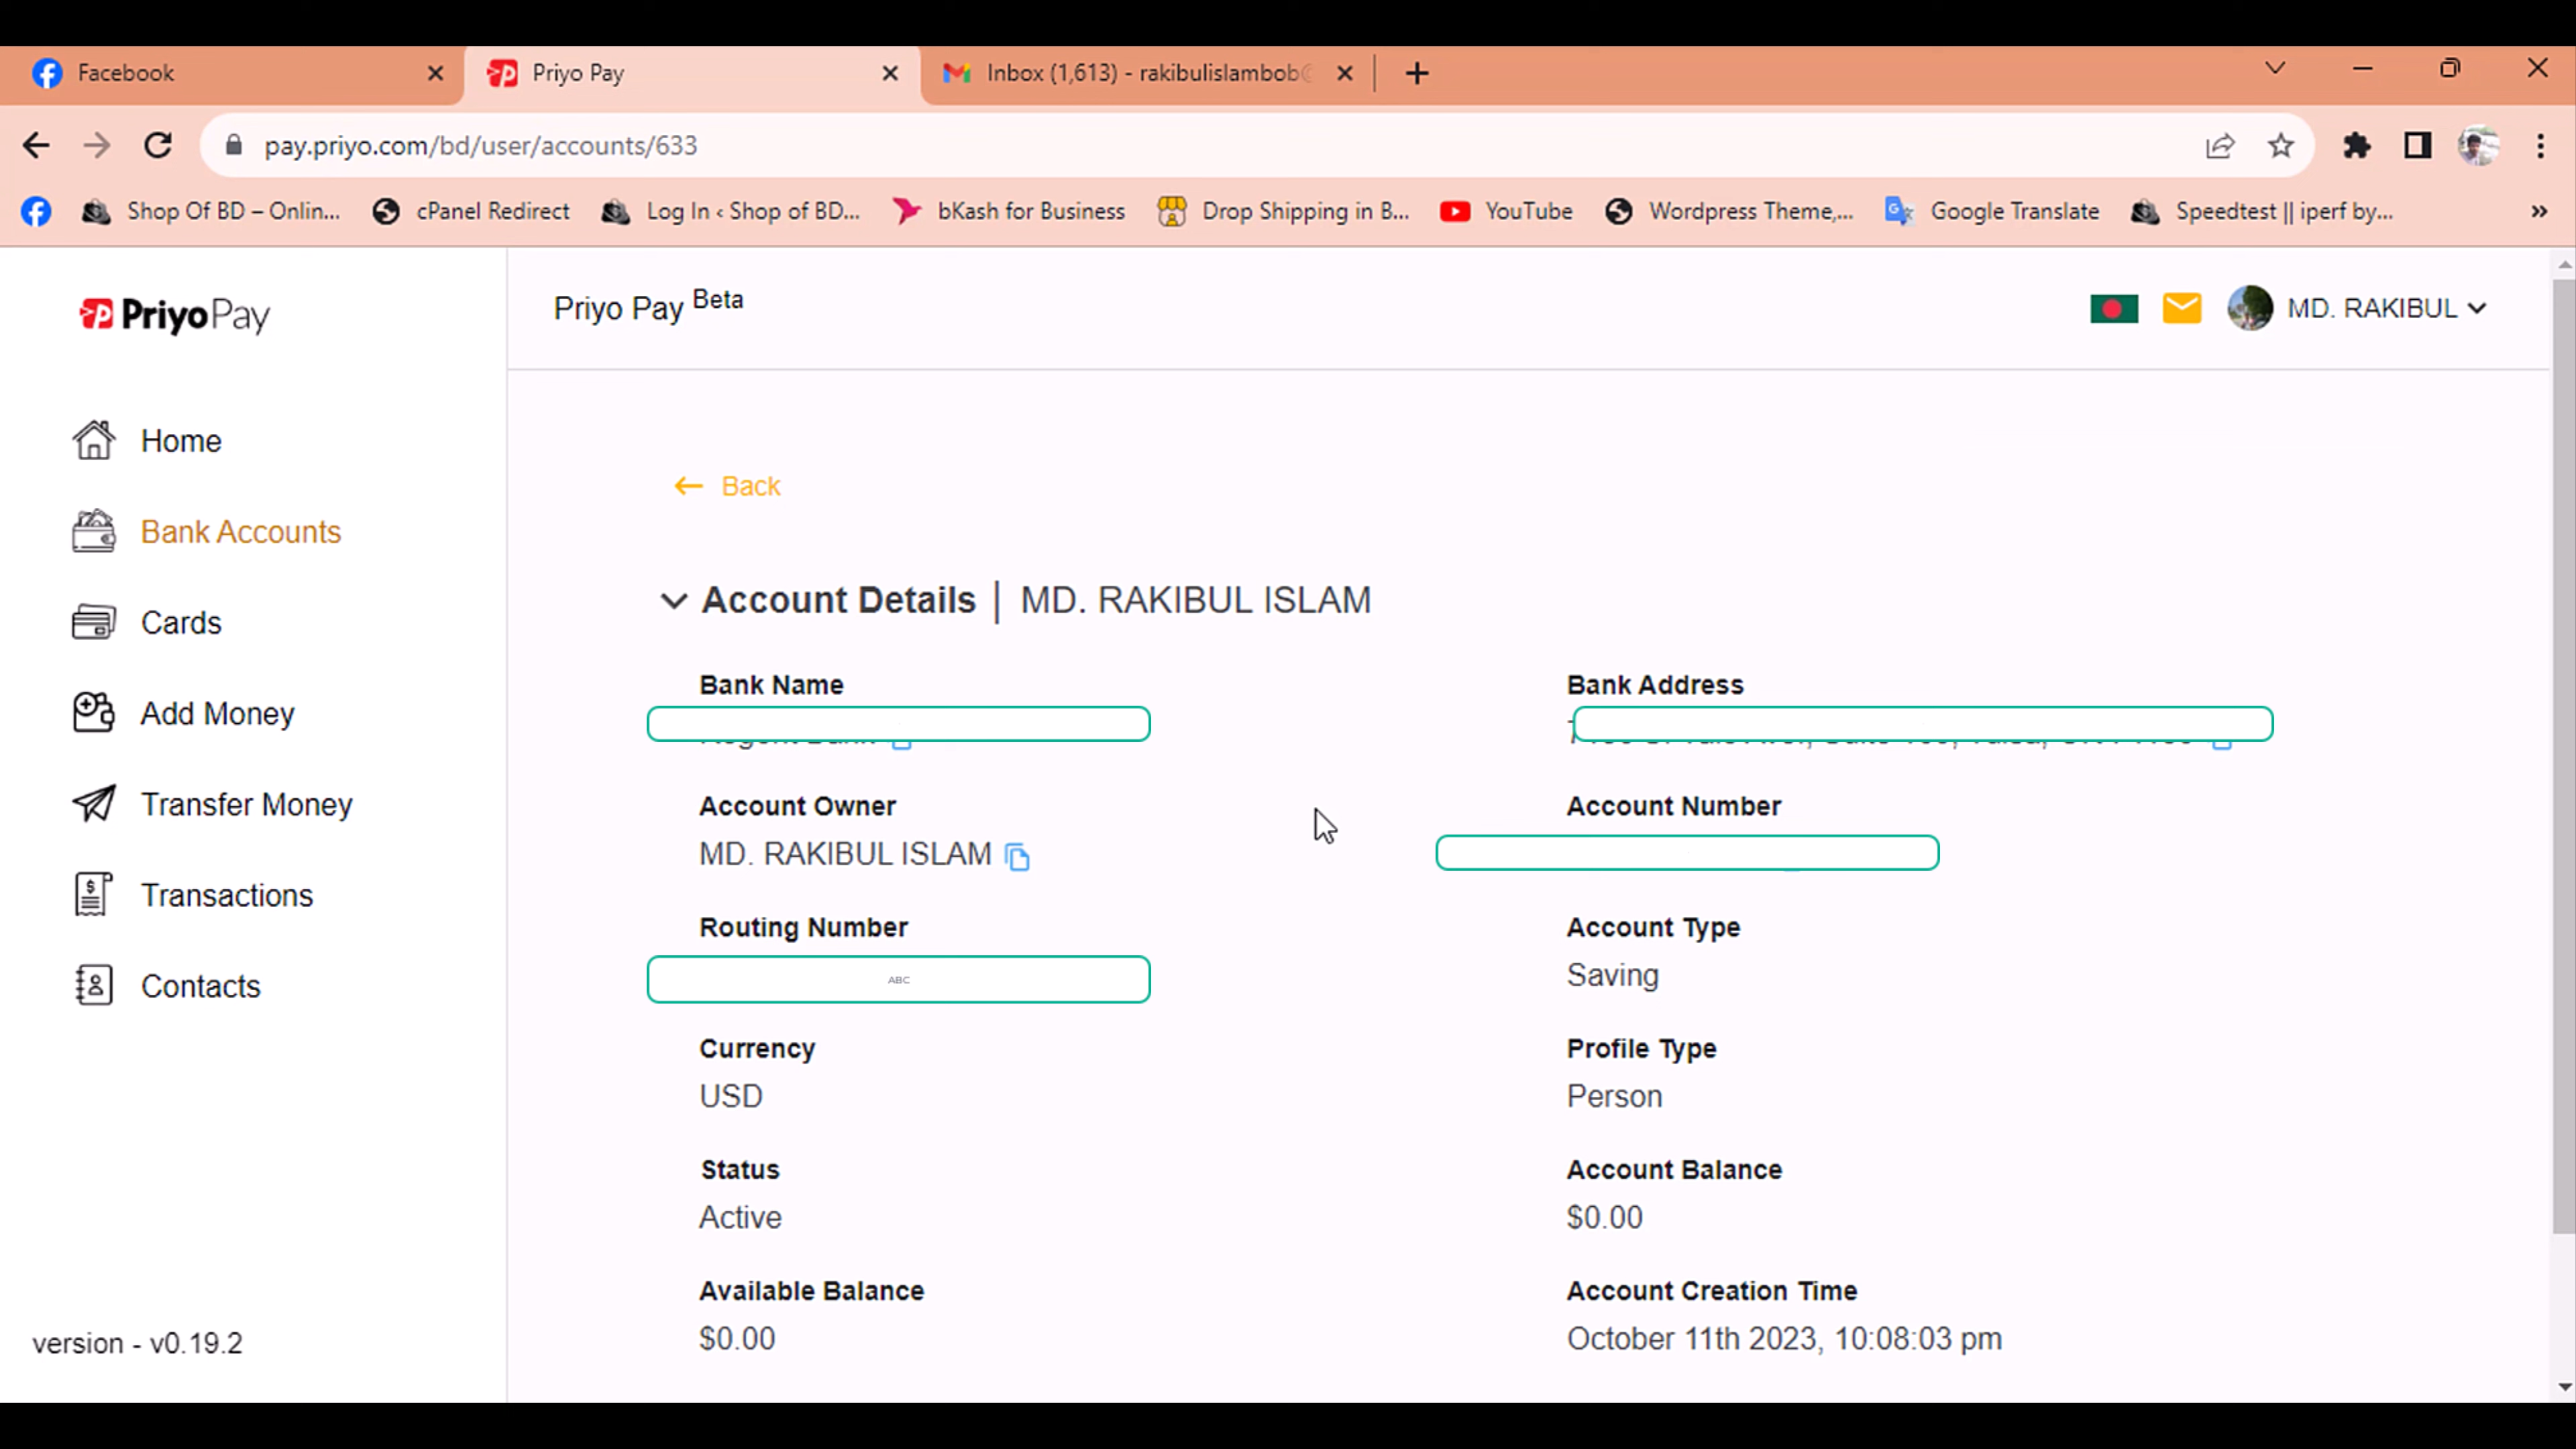 Facebook
Priyo Pay
Inbox (1,613) - rakibulislambob@
pay.priyo.com/bd/user/accounts/633
Shop Of BD – Onlin...
cPanel Redirect
Log In ‹ Shop of BD...
bKash for Business
Drop Shipping in B...
YouTube
Wordpress Theme,...
Google Translate
Speedtest || iperf by...
»
PriyoPay
Priyo Pay Beta
MD. RAKIBUL
Home
Bank Accounts
Cards
Add Money
Transfer Money
Transactions
Contacts
version - v0.19.2
Back
Account Details | MD. RAKIBUL ISLAM
Bank Name
Bank Address
Account Owner
MD. RAKIBUL ISLAM
Account Number
Routing Number
ABC
Account Type
Saving
Currency
USD
Profile Type
Person
Status
Active
Account Balance
$0.00
Available Balance
$0.00
Account Creation Time
October 11th 2023, 10:08:03 pm